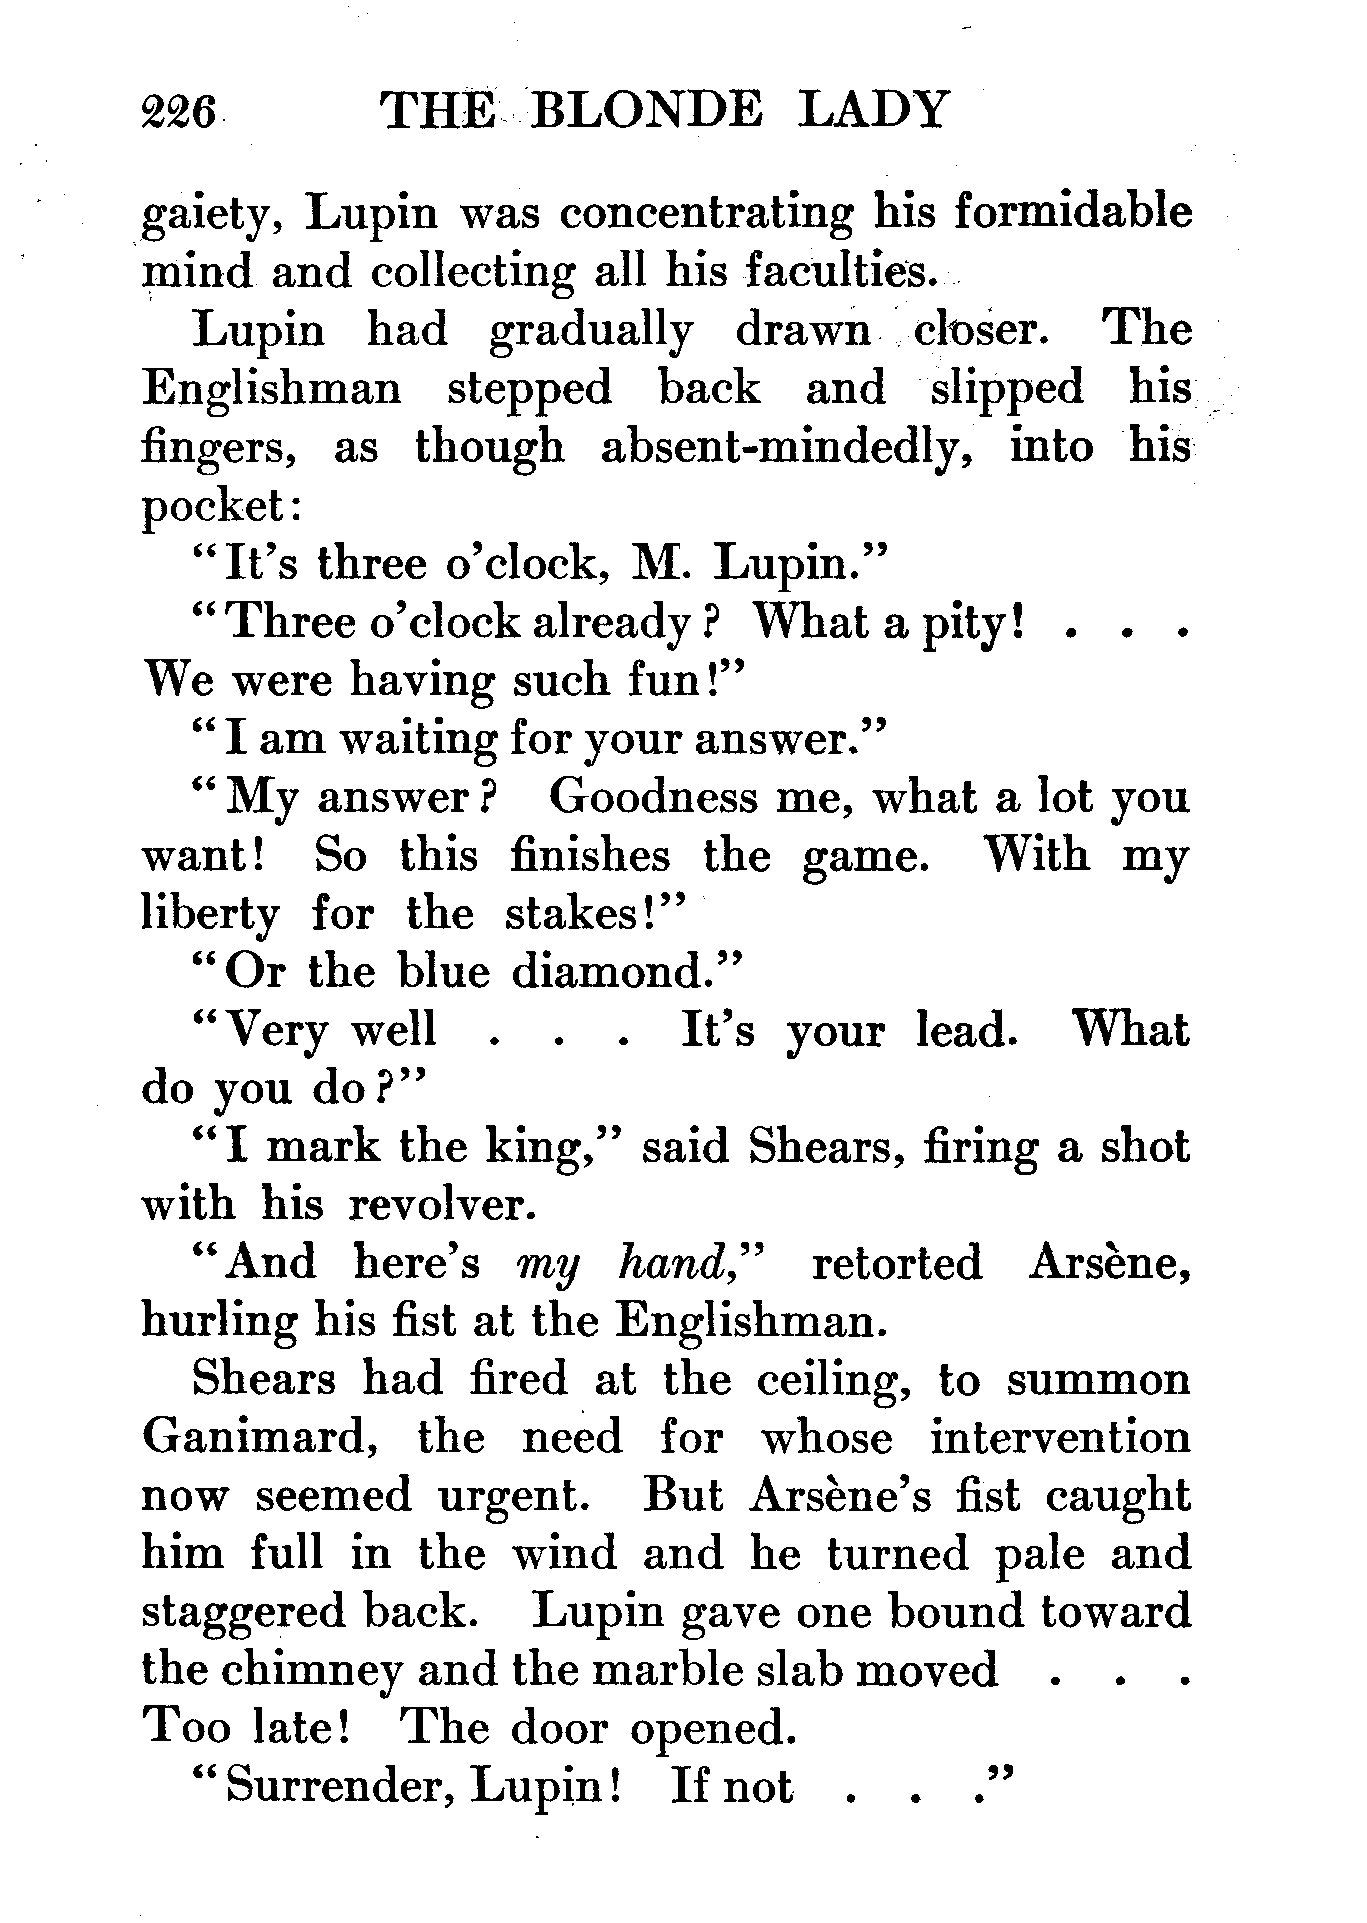 226 THE BLONDE LADY
gaiety, Lupin was concentrating his formidable
mind and collecting all his faculties.
Lupin had gradually drawn closer. The
Englishman stepped back and slipped his
fingers, as though absent-mindedly, into his
pocket:
"It's three o'clock, M. Lupin."
"Three o'clock already? What a pity! . . .
We were having such fun!"
"I am waiting for your answer."
"My answer? Goodness me, what a lot you
want! So this finishes the game. With my
liberty for the stakes!"
"Or the blue diamond."
"Very well . . . It's your lead. What
do you do?"
"I mark the king," said Shears, firing a shot
with his revolver.
"And here's my hand," retorted Arsène,
hurling his fist at the Englishman.
Shears had fired at the ceiling, to summon
Ganimard, the need for whose intervention
now seemed urgent. But Arsène's fist caught
him full in the wind and he turned pale and
staggered back. Lupin gave one bound toward
the chimney and the marble slab moved . . .
Too late! The door opened.
"Surrender, Lupin! If not . . ."